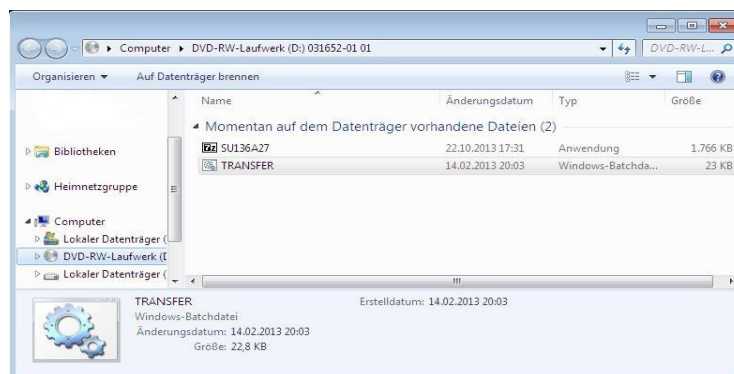 Computer ▸ DVD-RW-Laufwerk (D:) 031652-01 01
DVD-RW-L...
Organisieren Auf Datenträger brennen
Name Änderungsdatum Typ Größe
Momentan auf dem Datenträger vorhandene Dateien (2)
SU136A27 22.10.2013 17:31 Anwendung 1.766 KB
TRANSFER 14.02.2013 20:03 Windows-Batchda... 23 KB
Bibliotheken
Heimnetzgruppe
Computer
Lokaler Datenträger (
DVD-RW-Laufwerk (
Lokaler Datenträger (
TRANSFER Erstelldatum: 14.02.2013 20:03
Windows-Batchdatei
Änderungsdatum: 14.02.2013 20:03
Größe: 22,8 KB